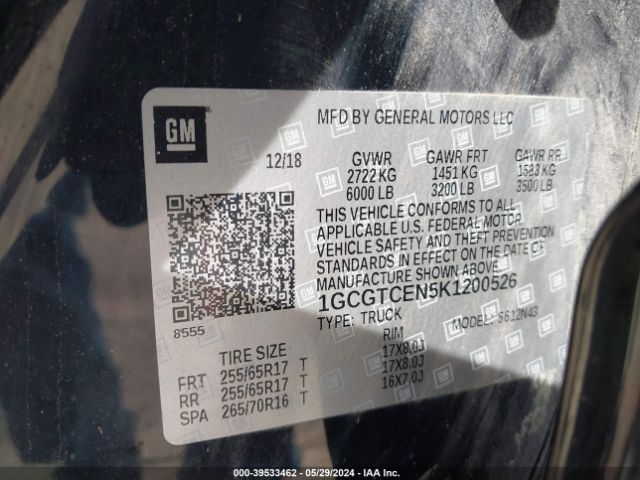 GM
MFD BY GENERAL MOTORS LLC
12/18 GVWR GAWR FRT GAWR RR
2722 KG 1451 KG 1583 KG
6000 LB 3200 LB 3500 LB
THIS VEHICLE CONFORMS TO ALL
APPLICABLE U.S. FEDERAL MOTOR
VEHICLE SAFETY AND THEFT PREVENTION
STANDARDS IN EFFECT ON THE DATE OF
MANUFACTURE SHOWN ABOVE.
1GCGTCEN5K1200526
TYPE: TRUCK MODEL: S612N43
8555
TIRE SIZE RIM
FRT 255/65R17 T 17X8.0J
RR 255/65R17 T 17X8.0J
SPA 265/70R16 T 16X7.0J
000-39533462 - 05/29/2024 - IAA Inc.